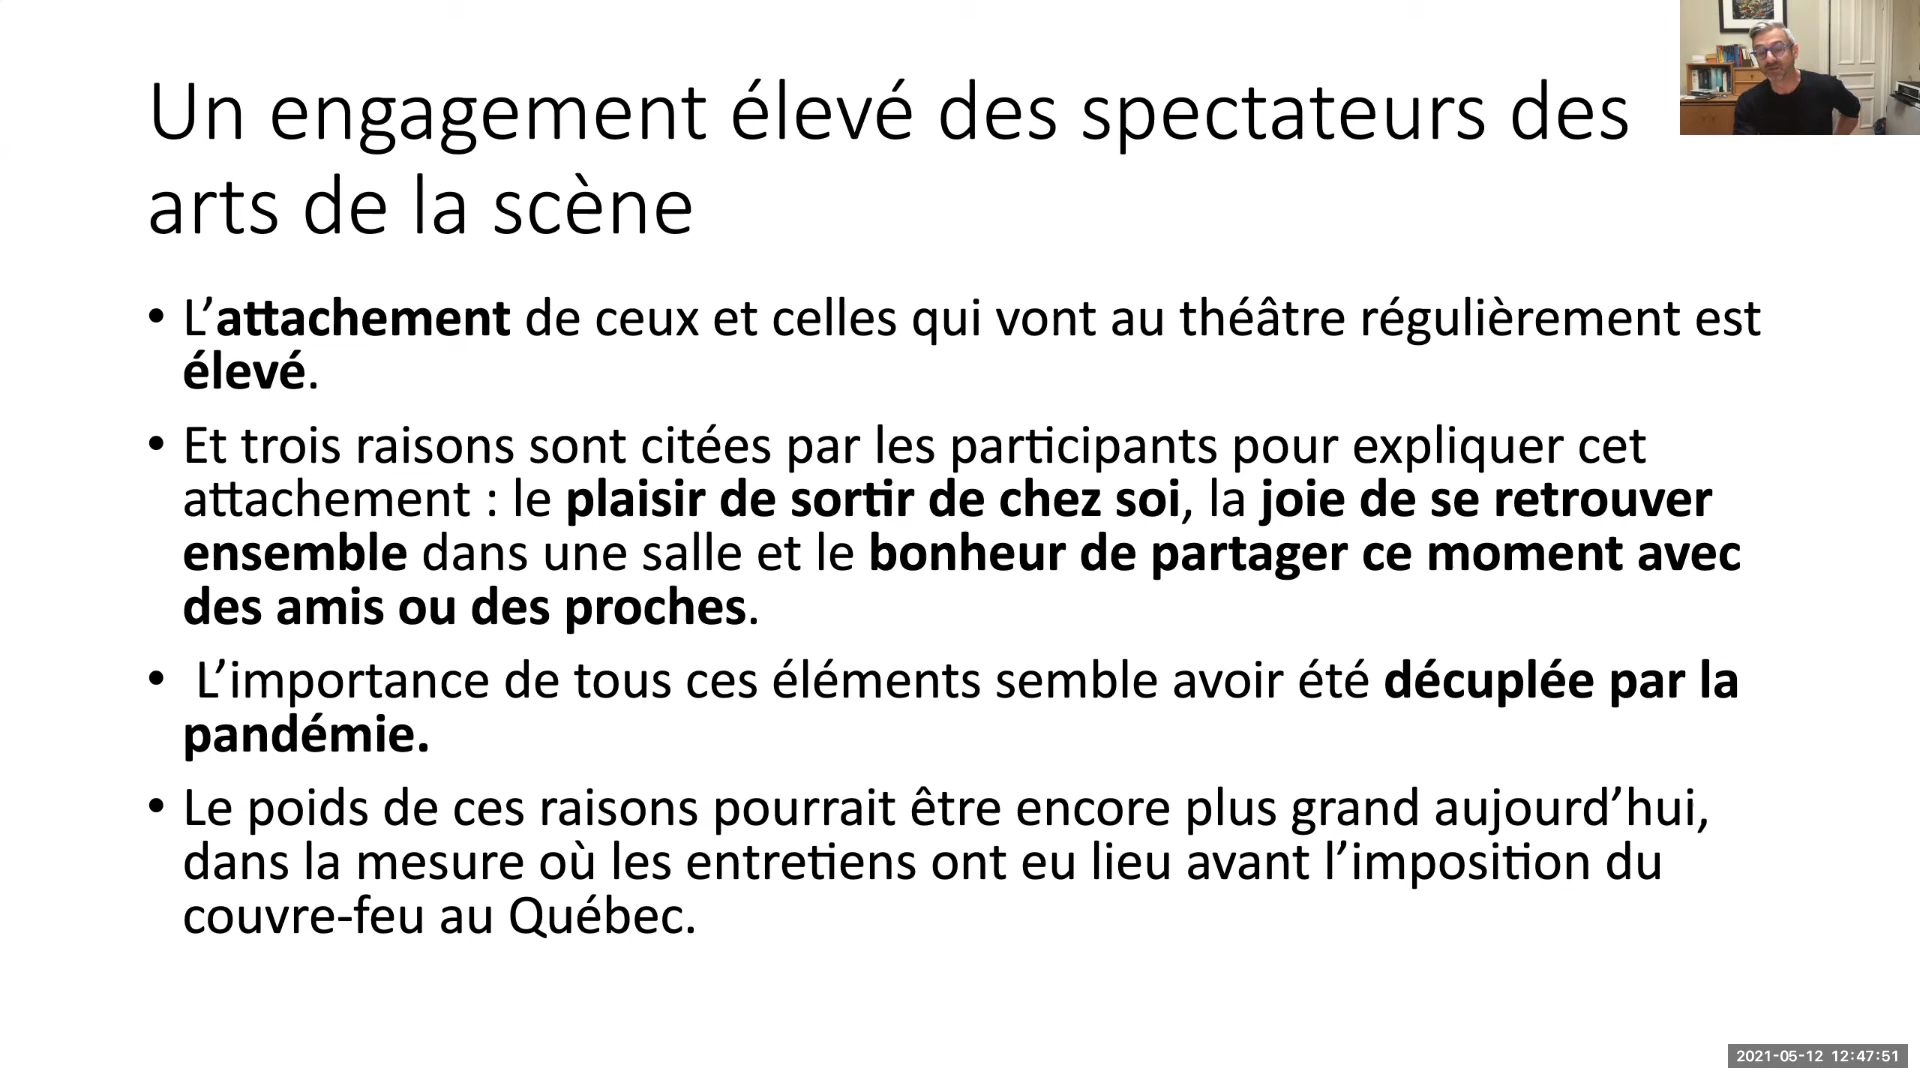 Un engagement élevé des spectateurs des
arts de la scène
• L’attachement de ceux et celles qui vont au théâtre régulièrement est
élevé.
• Et trois raisons sont citées par les participants pour expliquer cet
attachement : le plaisir de sortir de chez soi, la joie de se retrouver
ensemble dans une salle et le bonheur de partager ce moment avec
des amis ou des proches.
• L’importance de tous ces éléments semble avoir été décuplée par la
pandémie.
• Le poids de ces raisons pourrait être encore plus grand aujourd’hui,
dans la mesure où les entretiens ont eu lieu avant l’imposition du
couvre-feu au Québec.
2021-05-12 12:47:51